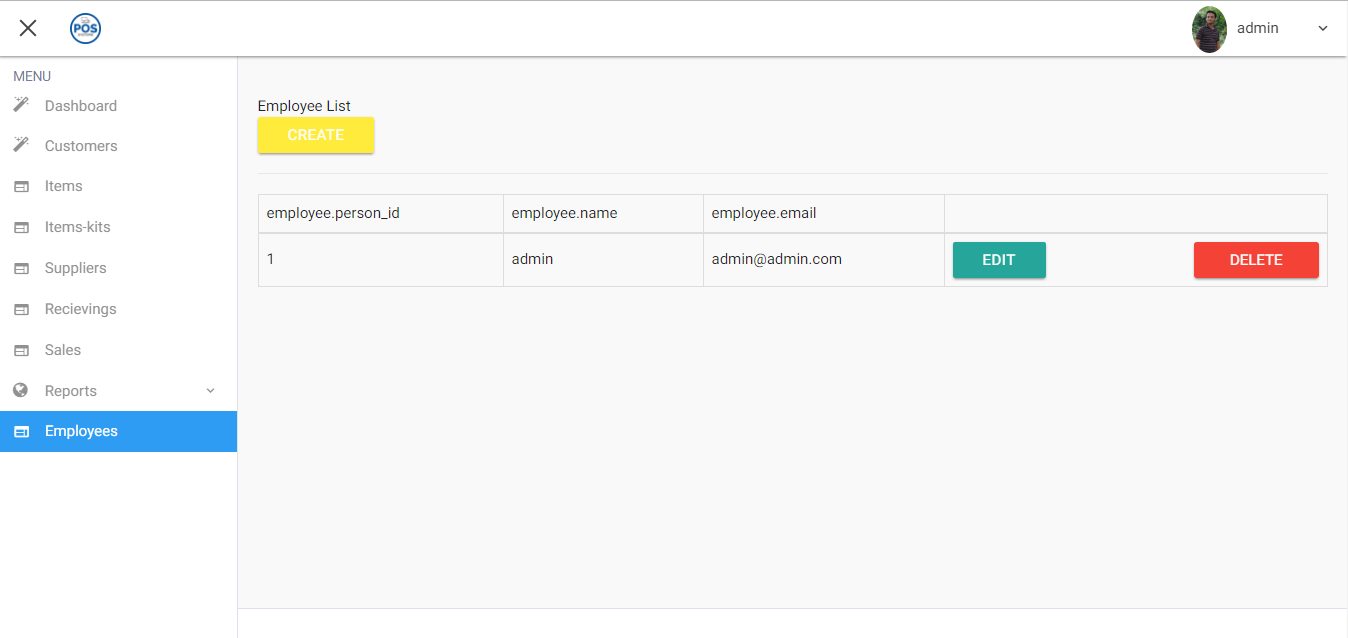 POS
admin
MENU
Dashboard
Customers
Items
Items-kits
Suppliers
Recievings
Sales
Reports
Employees
Employee List
CREATE
employee.person_id employee.name employee.email
1 admin admin@admin.com EDIT DELETE